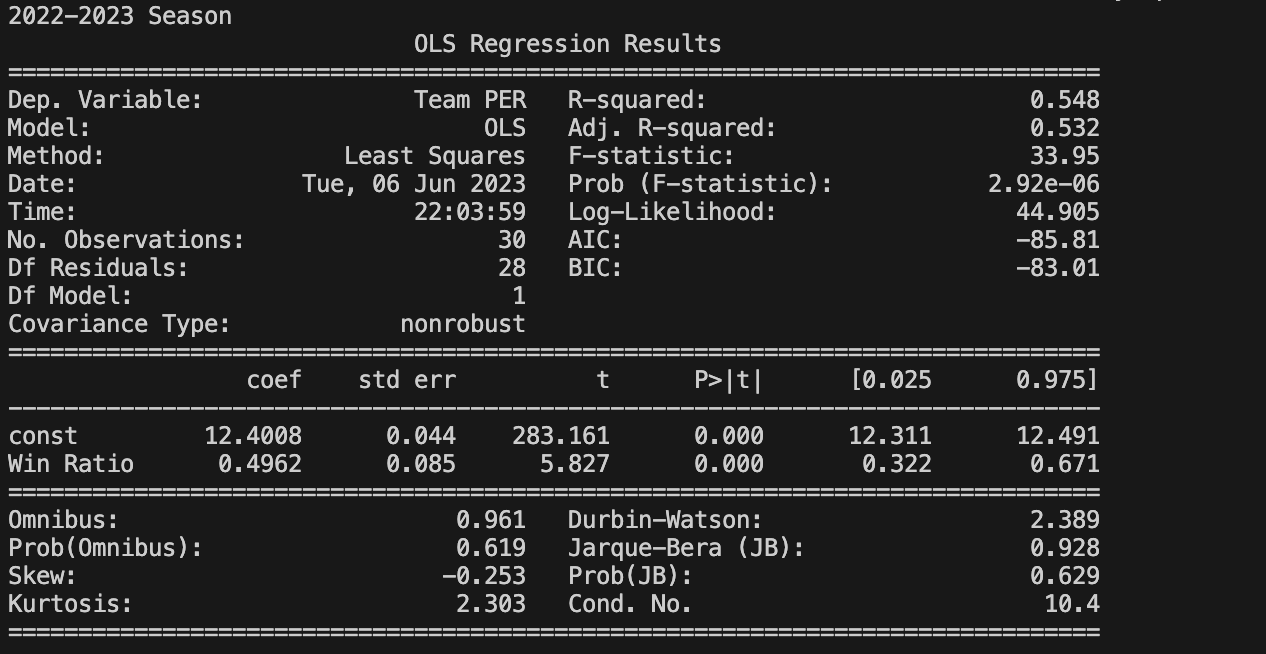 2022-2023 Season
OLS Regression Results
==============================================================================
Dep. Variable:               Team PER   R-squared:                       0.548
Model:                            OLS   Adj. R-squared:                  0.532
Method:                 Least Squares   F-statistic:                     33.95
Date:                Tue, 06 Jun 2023   Prob (F-statistic):           2.92e-06
Time:                        22:03:59   Log-Likelihood:                 44.905
No. Observations:                  30   AIC:                            -85.81
Df Residuals:                      28   BIC:                            -83.01
Df Model:                           1
Covariance Type:            nonrobust
==============================================================================
                 coef    std err          t      P>|t|      [0.025      0.975]
------------------------------------------------------------------------------
const         12.4008      0.044    283.161      0.000      12.311      12.491
Win Ratio      0.4962      0.085      5.827      0.000       0.322       0.671
==============================================================================
Omnibus:                        0.961   Durbin-Watson:                   2.389
Prob(Omnibus):                  0.619   Jarque-Bera (JB):                0.928
Skew:                          -0.253   Prob(JB):                        0.629
Kurtosis:                       2.303   Cond. No.                         10.4
==============================================================================